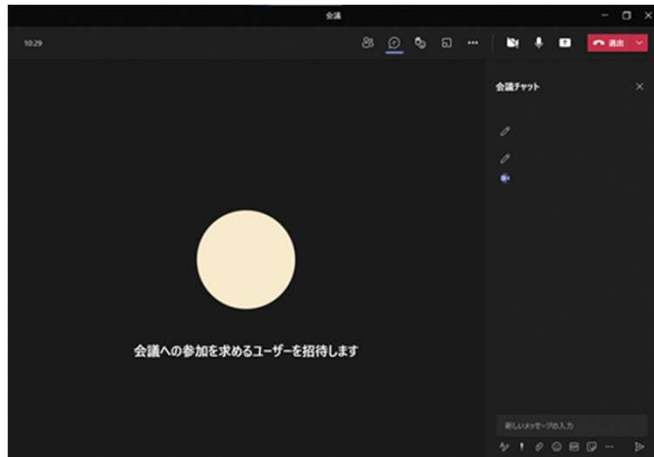 会議
10:29
退出
会議チャット
会議への参加を求めるユーザーを招待します
新しいメッセージの入力